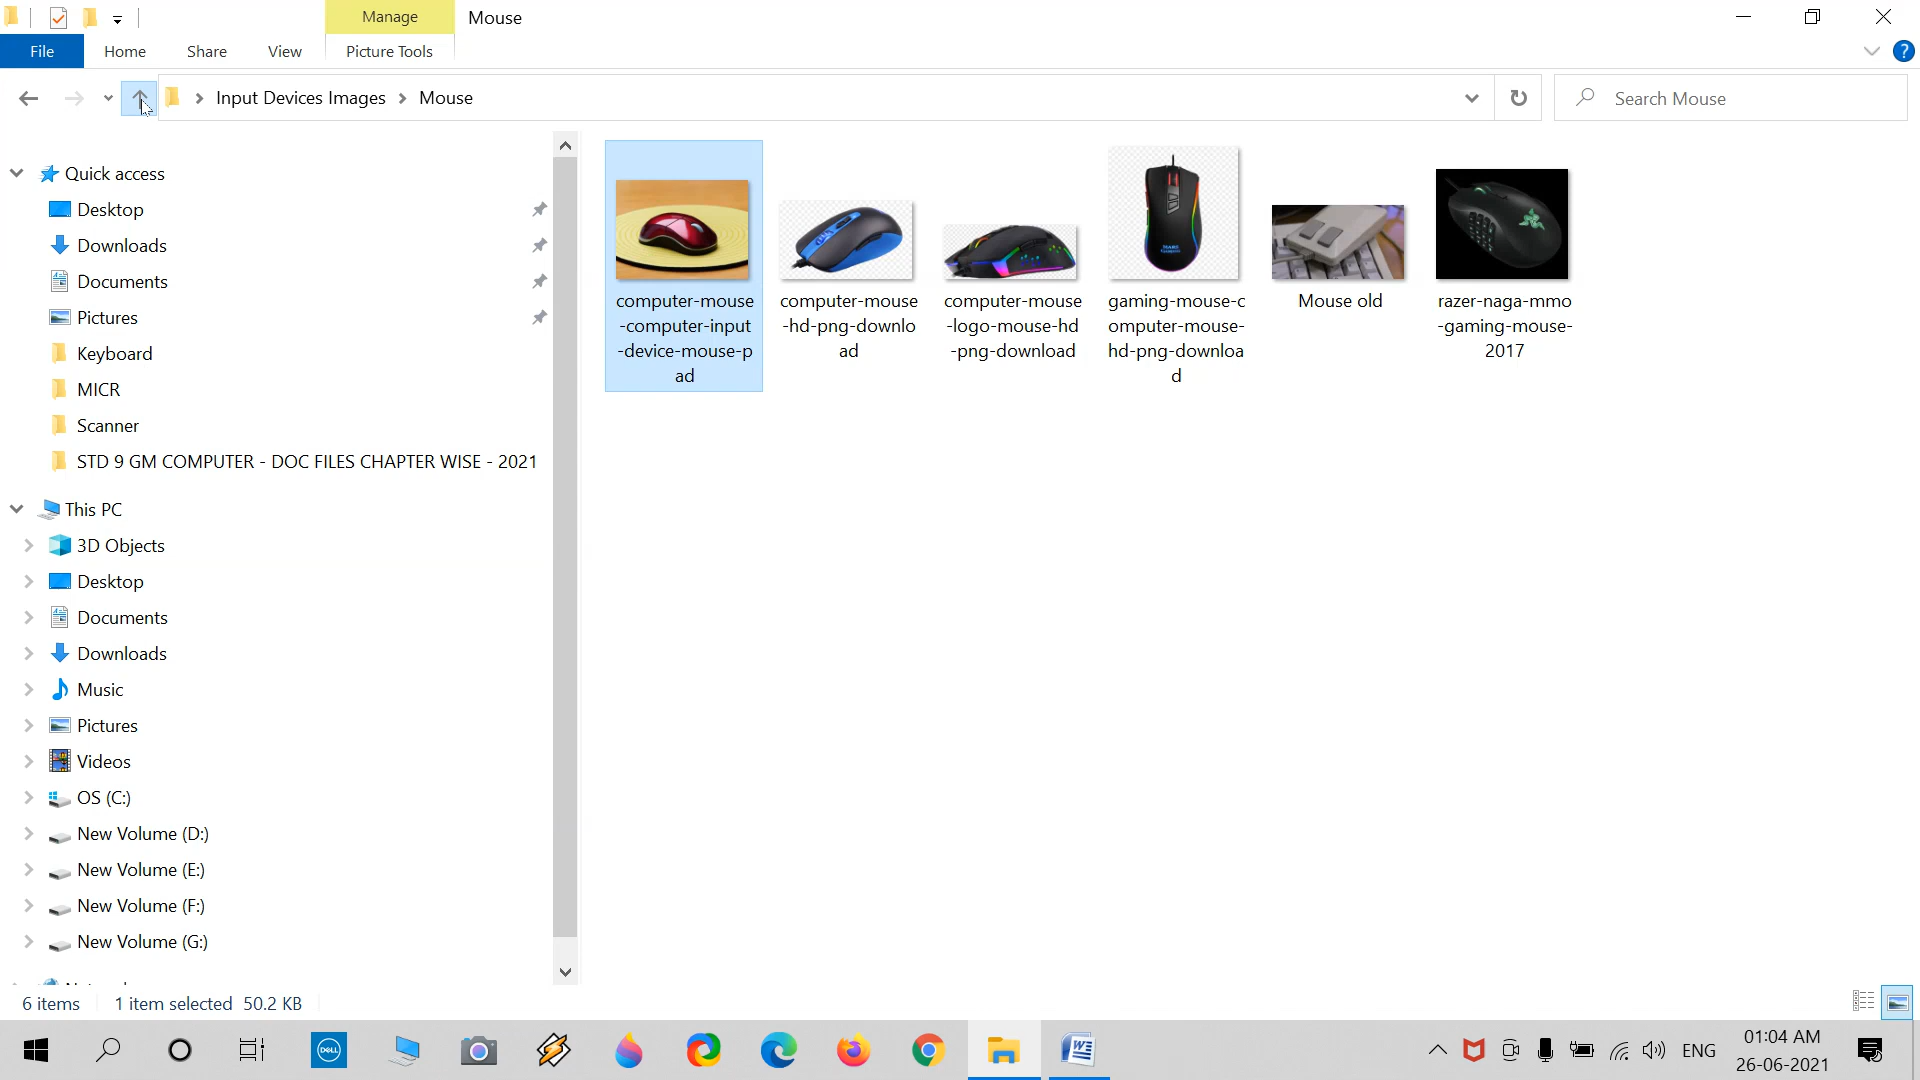 Manage
Mouse
File
Home
Share
View
Picture Tools
?
Input Devices Images
Mouse
Search Mouse
Quick access
Desktop
Downloads
Documents
Pictures
Keyboard
MICR
Scanner
STD 9 GM COMPUTER - DOC FILES CHAPTER WISE - 2021
This PC
3D Objects
Desktop
Documents
Downloads
Music
Pictures
Videos
OS (C:)
New Volume (D:)
New Volume (E:)
New Volume (F:)
New Volume (G:)
computer-mouse
-computer-input
-device-mouse-p
ad
computer-mouse
-hd-png-downlo
ad
computer-mouse
-logo-mouse-hd
-png-download
gaming-mouse-c
omputer-mouse-
hd-png-downloa
d
Mouse old
razer-naga-mmo
-gaming-mouse-
2017
6 items
1 item selected 50.2 KB
DELL
W
ENG
01:04 AM
26-06-2021